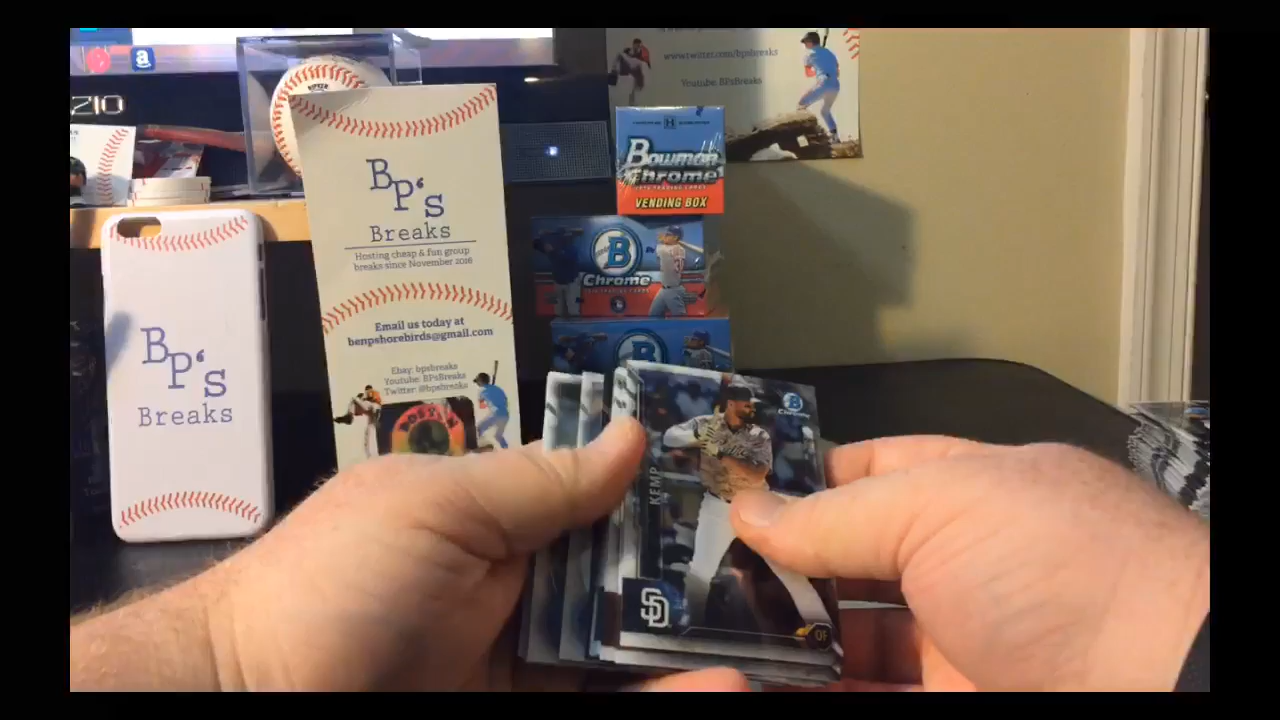 www.twitter.com/bpsbreaks
Youtube: BPsBreaks
ZIO
a
BP's
Breaks
Hosting cheap & fun group
breaks since November 2016
Email us today at
benpshorebirds@gmail.com
Ebay: bpsbreaks
Youtube: BPsBreaks
Twitter: @bpsbreaks
BP's
Breaks
Bowman
Chrome
VENDING BOX
B
Chrome
B
B
Chrome
KEMP
SD
OF